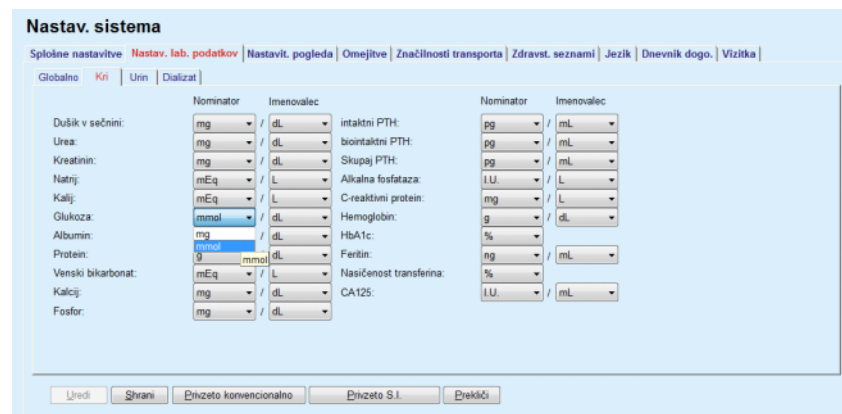 Nastav. sistema
Splošne nastavitve Nastav. lab. podatkov Nastavit. pogleda Omejitve Značilnosti transporta Zdravst. seznami Jezik Dnevnik dogo. Vizitka
Globalno Kri Urin Dializat
Nominator Imenovalec Nominator Imenovalec
Dušik v sečnini: mg / dL intaktni PTH: pg / mL
Urea: mg / dL biointaktni PTH: pg / mL
Kreatinin: mg / dL Skupaj PTH: pg / mL
Natrij: mEq / L Alkalna fosfataza: I.U. / L
Kalij: mEq / L C-reaktivni protein: mg / L
Glukoza: mmol / dL Hemoglobin: g / dL
Albumin: mg / dL HbA1c: %
mmol
Protein: g mmol dL Feritin: ng / mL
Venski bikarbonat: mEq / L Nasičenost transferina: %
Kalcij: mg / dL CA125: I.U. / mL
Fosfor: mg / dL
Uredi Shrani Privzeto konvencionalno Privzeto S.I. Prekliči